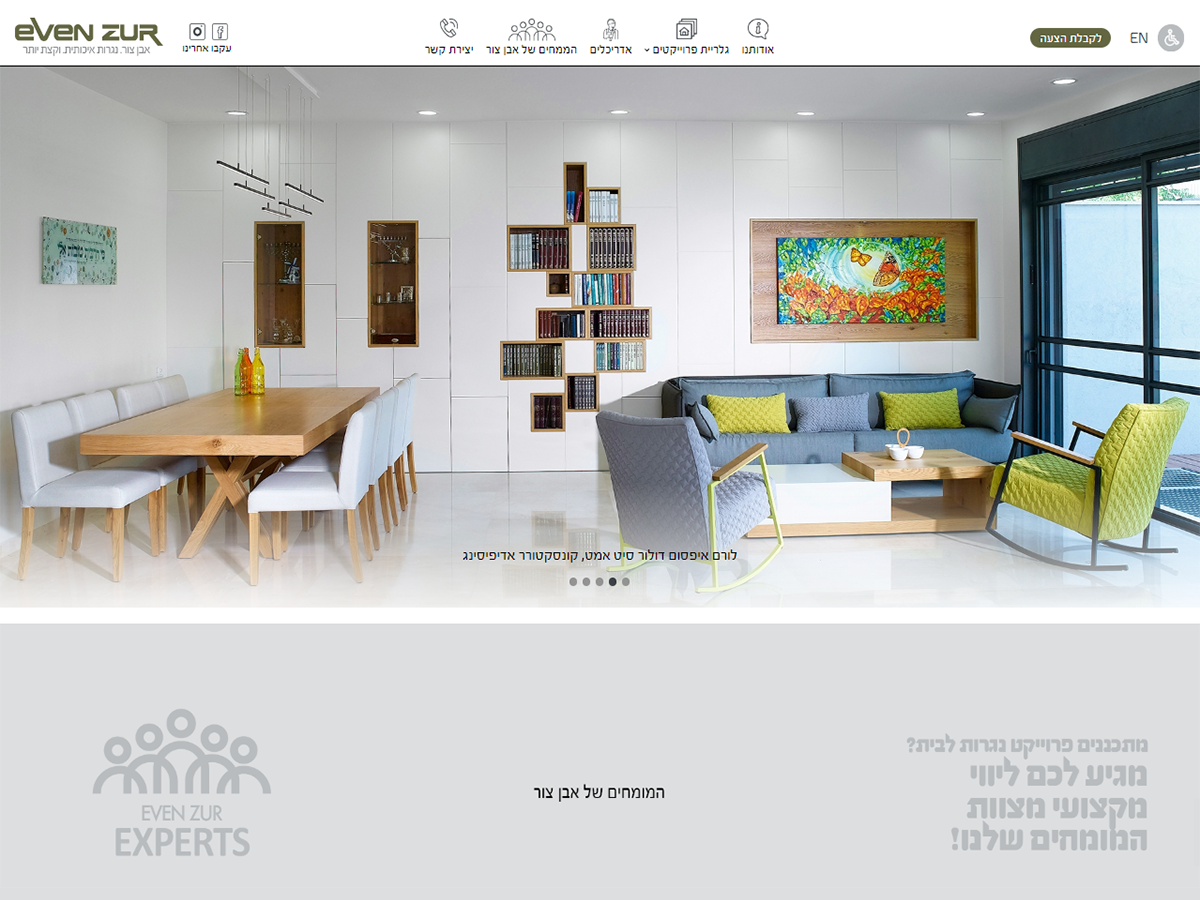 EN
לקבלת הצעה
אודותנו
גלריית פרוייקטים
אדריכלים
הממחים של אבן צור
יצירת קשר
עקבו אחרינו
eVen ZUR
אבן צור. נגרות איכותית. וקצת יותר
לורם איפסום דולור סיט אמט, קונסקטורר אדיפיסינג
מתכננים פרוייקט נגרות לבית?
מגיע לכם ליווי
מקצועי מצוות
המומחים שלנו!
המומחים של אבן צור
EVEN ZUR
EXPERTS